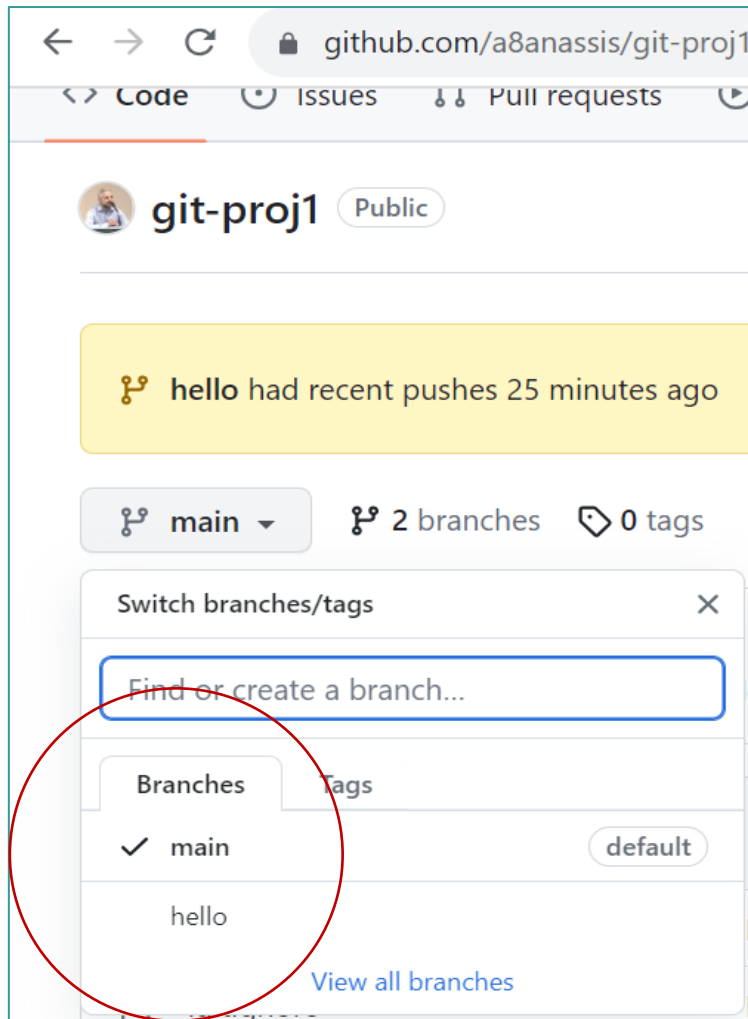 github.com/a8anassis/git-proj1
Code Issues Pull requests
git-proj1 Public
hello had recent pushes 25 minutes ago
main 2 branches 0 tags
Switch branches/tags
Find or create a branch...
Branches Tags
main default
hello
View all branches